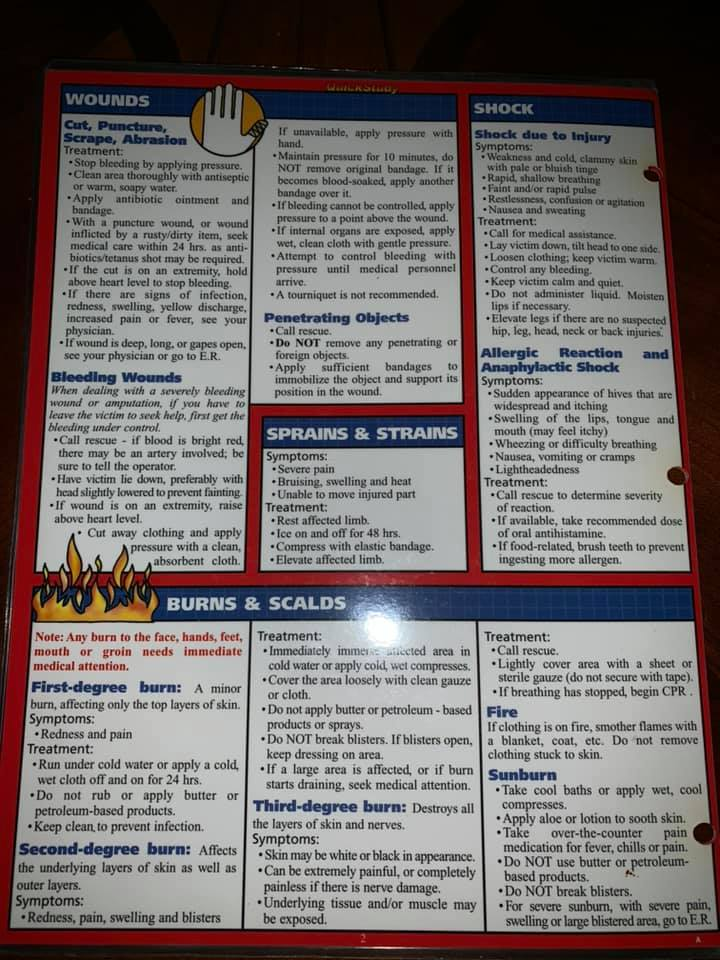 QuickStudy
WOUNDS
Cut, Puncture,
Scrape, Abrasion
Treatment:
• Stop bleeding by applying pressure.
• Clean area thoroughly with antiseptic
or warm, soapy water.
• Apply antibiotic ointment and
bandage.
• With a puncture wound, or wound
inflicted by a rusty/dirty item, seek
medical care within 24 hrs. as anti-
biotics/tetanus shot may be required.
• If the cut is on an extremity, hold
above heart level to stop bleeding.
• If there are signs of infection,
redness, swelling, yellow discharge,
increased pain or fever, see your
physician.
• If wound is deep, long, or gapes open,
see your physician or go to E.R.
Bleeding Wounds
When dealing with a severely bleeding
wound or amputation, if you have to
leave the victim to seek help, first get the
bleeding under control.
• Call rescue - if blood is bright red,
there may be an artery involved; be
sure to tell the operator.
• Have victim lie down, preferably with
head slightly lowered to prevent fainting.
• If wound is on an extremity, raise
above heart level.
• Cut away clothing and apply
pressure with a clean,
absorbent cloth.
If unavailable, apply pressure with
hand.
• Maintain pressure for 10 minutes, do
NOT remove original bandage. If it
becomes blood-soaked, apply another
bandage over it.
• If bleeding cannot be controlled, apply
pressure to a point above the wound.
• If internal organs are exposed, apply
wet, clean cloth with gentle pressure.
• Attempt to control bleeding with
pressure until medical personnel
arrive.
• A tourniquet is not recommended.
Penetrating Objects
• Call rescue.
• Do NOT remove any penetrating or
foreign objects.
• Apply sufficient bandages to
immobilize the object and support its
position in the wound.
SPRAINS & STRAINS
Symptoms:
• Severe pain
• Bruising, swelling and heat
• Unable to move injured part
Treatment:
• Rest affected limb.
• Ice on and off for 48 hrs.
• Compress with elastic bandage.
• Elevate affected limb.
SHOCK
Shock due to Injury
Symptoms:
• Weakness and cold, clammy skin
with pale or bluish tinge
• Rapid, shallow breathing
• Faint and/or rapid pulse
• Restlessness, confusion or agitation
• Nausea and sweating
Treatment:
• Call for medical assistance.
• Lay victim down, tilt head to one side.
• Loosen clothing; keep victim warm.
• Control any bleeding.
• Keep victim calm and quiet.
• Do not administer liquid. Moisten
lips if necessary.
• Elevate legs if there are no suspected
hip, leg, head, neck or back injuries.
Allergic Reaction and
Anaphylactic Shock
Symptoms:
• Sudden appearance of hives that are
widespread and itching
• Swelling of the lips, tongue and
mouth (may feel itchy)
• Wheezing or difficulty breathing
• Nausea, vomiting or cramps
• Lightheadedness
Treatment:
• Call rescue to determine severity
of reaction.
• If available, take recommended dose
of oral antihistamine.
• If food-related, brush teeth to prevent
ingesting more allergen.
BURNS & SCALDS
Note: Any burn to the face, hands, feet,
mouth or groin needs immediate
medical attention.
First-degree burn: A minor
burn, affecting only the top layers of skin.
Symptoms:
• Redness and pain
Treatment:
• Run under cold water or apply a cold,
wet cloth off and on for 24 hrs.
• Do not rub or apply butter or
petroleum-based products.
• Keep clean to prevent infection.
Second-degree burn: Affects
the underlying layers of skin as well as
outer layers.
Symptoms:
• Redness, pain, swelling and blisters
Treatment:
• Immediately immerse affected area in
cold water or apply cold, wet compresses.
• Cover the area loosely with clean gauze
or cloth.
• Do not apply butter or petroleum - based
products or sprays.
• Do NOT break blisters. If blisters open,
keep dressing on area.
• If a large area is affected, or if burn
starts draining, seek medical attention.
Third-degree burn: Destroys all
the layers of skin and nerves.
Symptoms:
• Skin may be white or black in appearance.
• Can be extremely painful, or completely
painless if there is nerve damage.
• Underlying tissue and/or muscle may
be exposed.
Treatment:
• Call rescue.
• Lightly cover area with a sheet or
sterile gauze (do not secure with tape).
• If breathing has stopped, begin CPR .
Fire
If clothing is on fire, smother flames with
a blanket, coat, etc. Do not remove
clothing stuck to skin.
Sunburn
• Take cool baths or apply wet, cool
compresses.
• Apply aloe or lotion to sooth skin.
• Take over-the-counter pain
medication for fever, chills or pain.
• Do NOT use butter or petroleum-
based products.
• Do NOT break blisters.
• For severe sunburn, with severe pain,
swelling or large blistered area, go to E.R.
2
A